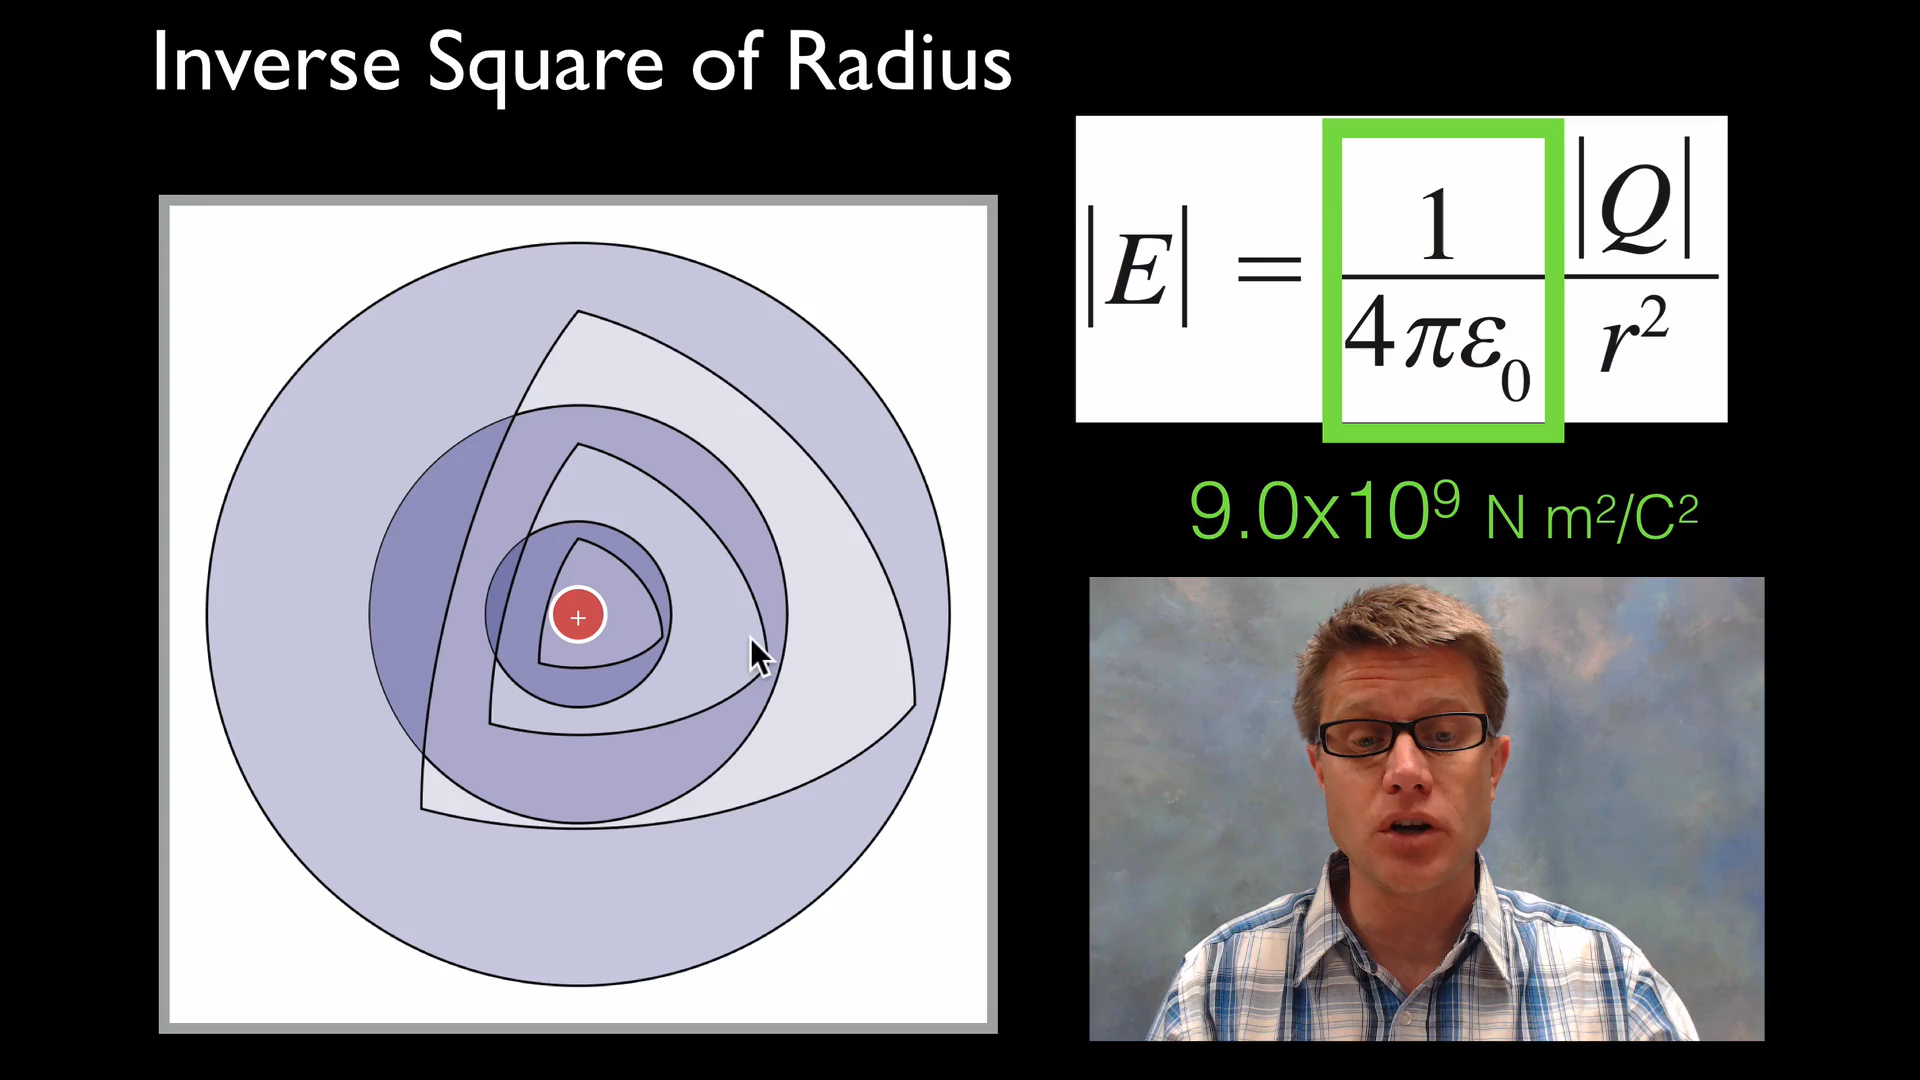 Inverse Square of Radius
|E| = 1/4πε₀ |Q|/r²
9.0x10⁹ N m²/C²
+